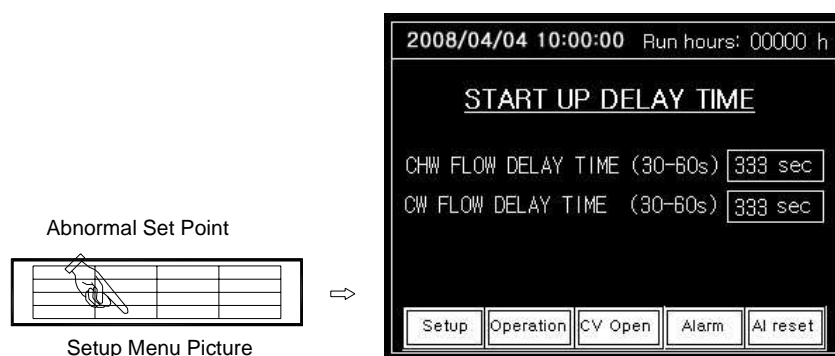 2008/04/04 10:00:00 Run hours: 00000 h
START UP DELAY TIME
CHW FLOW DELAY TIME (30-60s) 333 sec
CW FLOW DELAY TIME (30-60s) 333 sec
Abnormal Set Point
Setup Menu Picture
Setup Operation CV Open Alarm Al reset